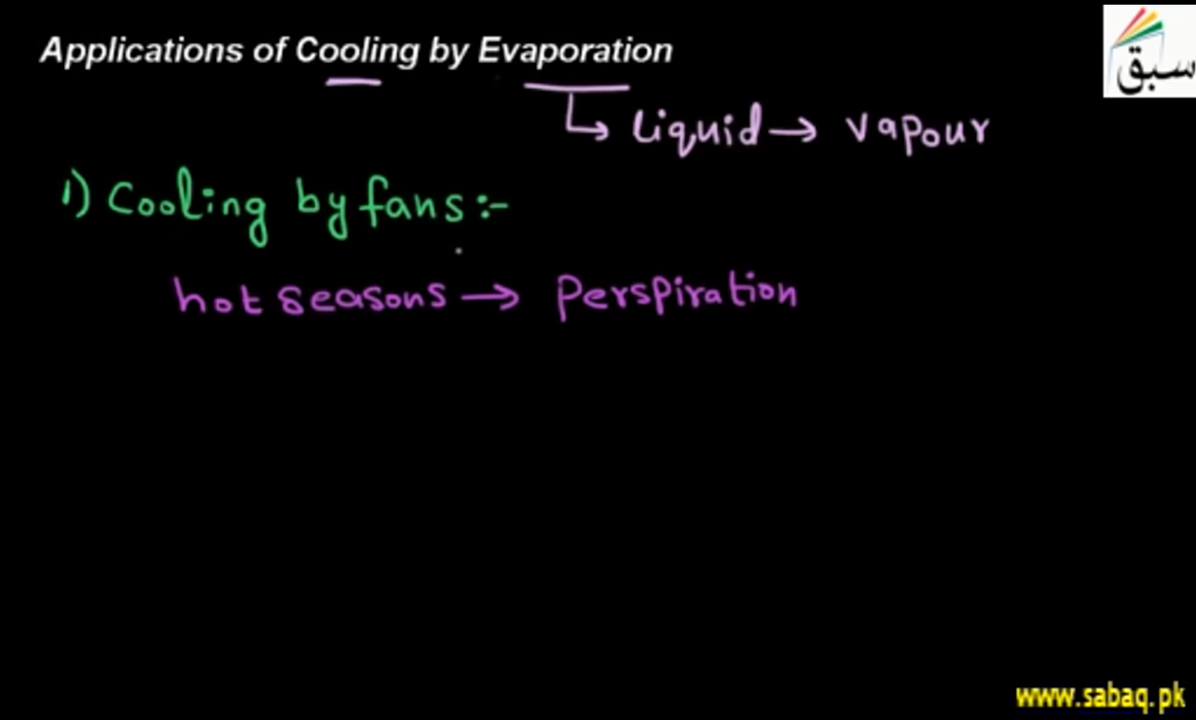 Applications of Cooling by Evaporation
سبق
↳ Liquid → vapour
1) Cooling by fans :-
hot seasons → Perspiration
www.sabaq.pk